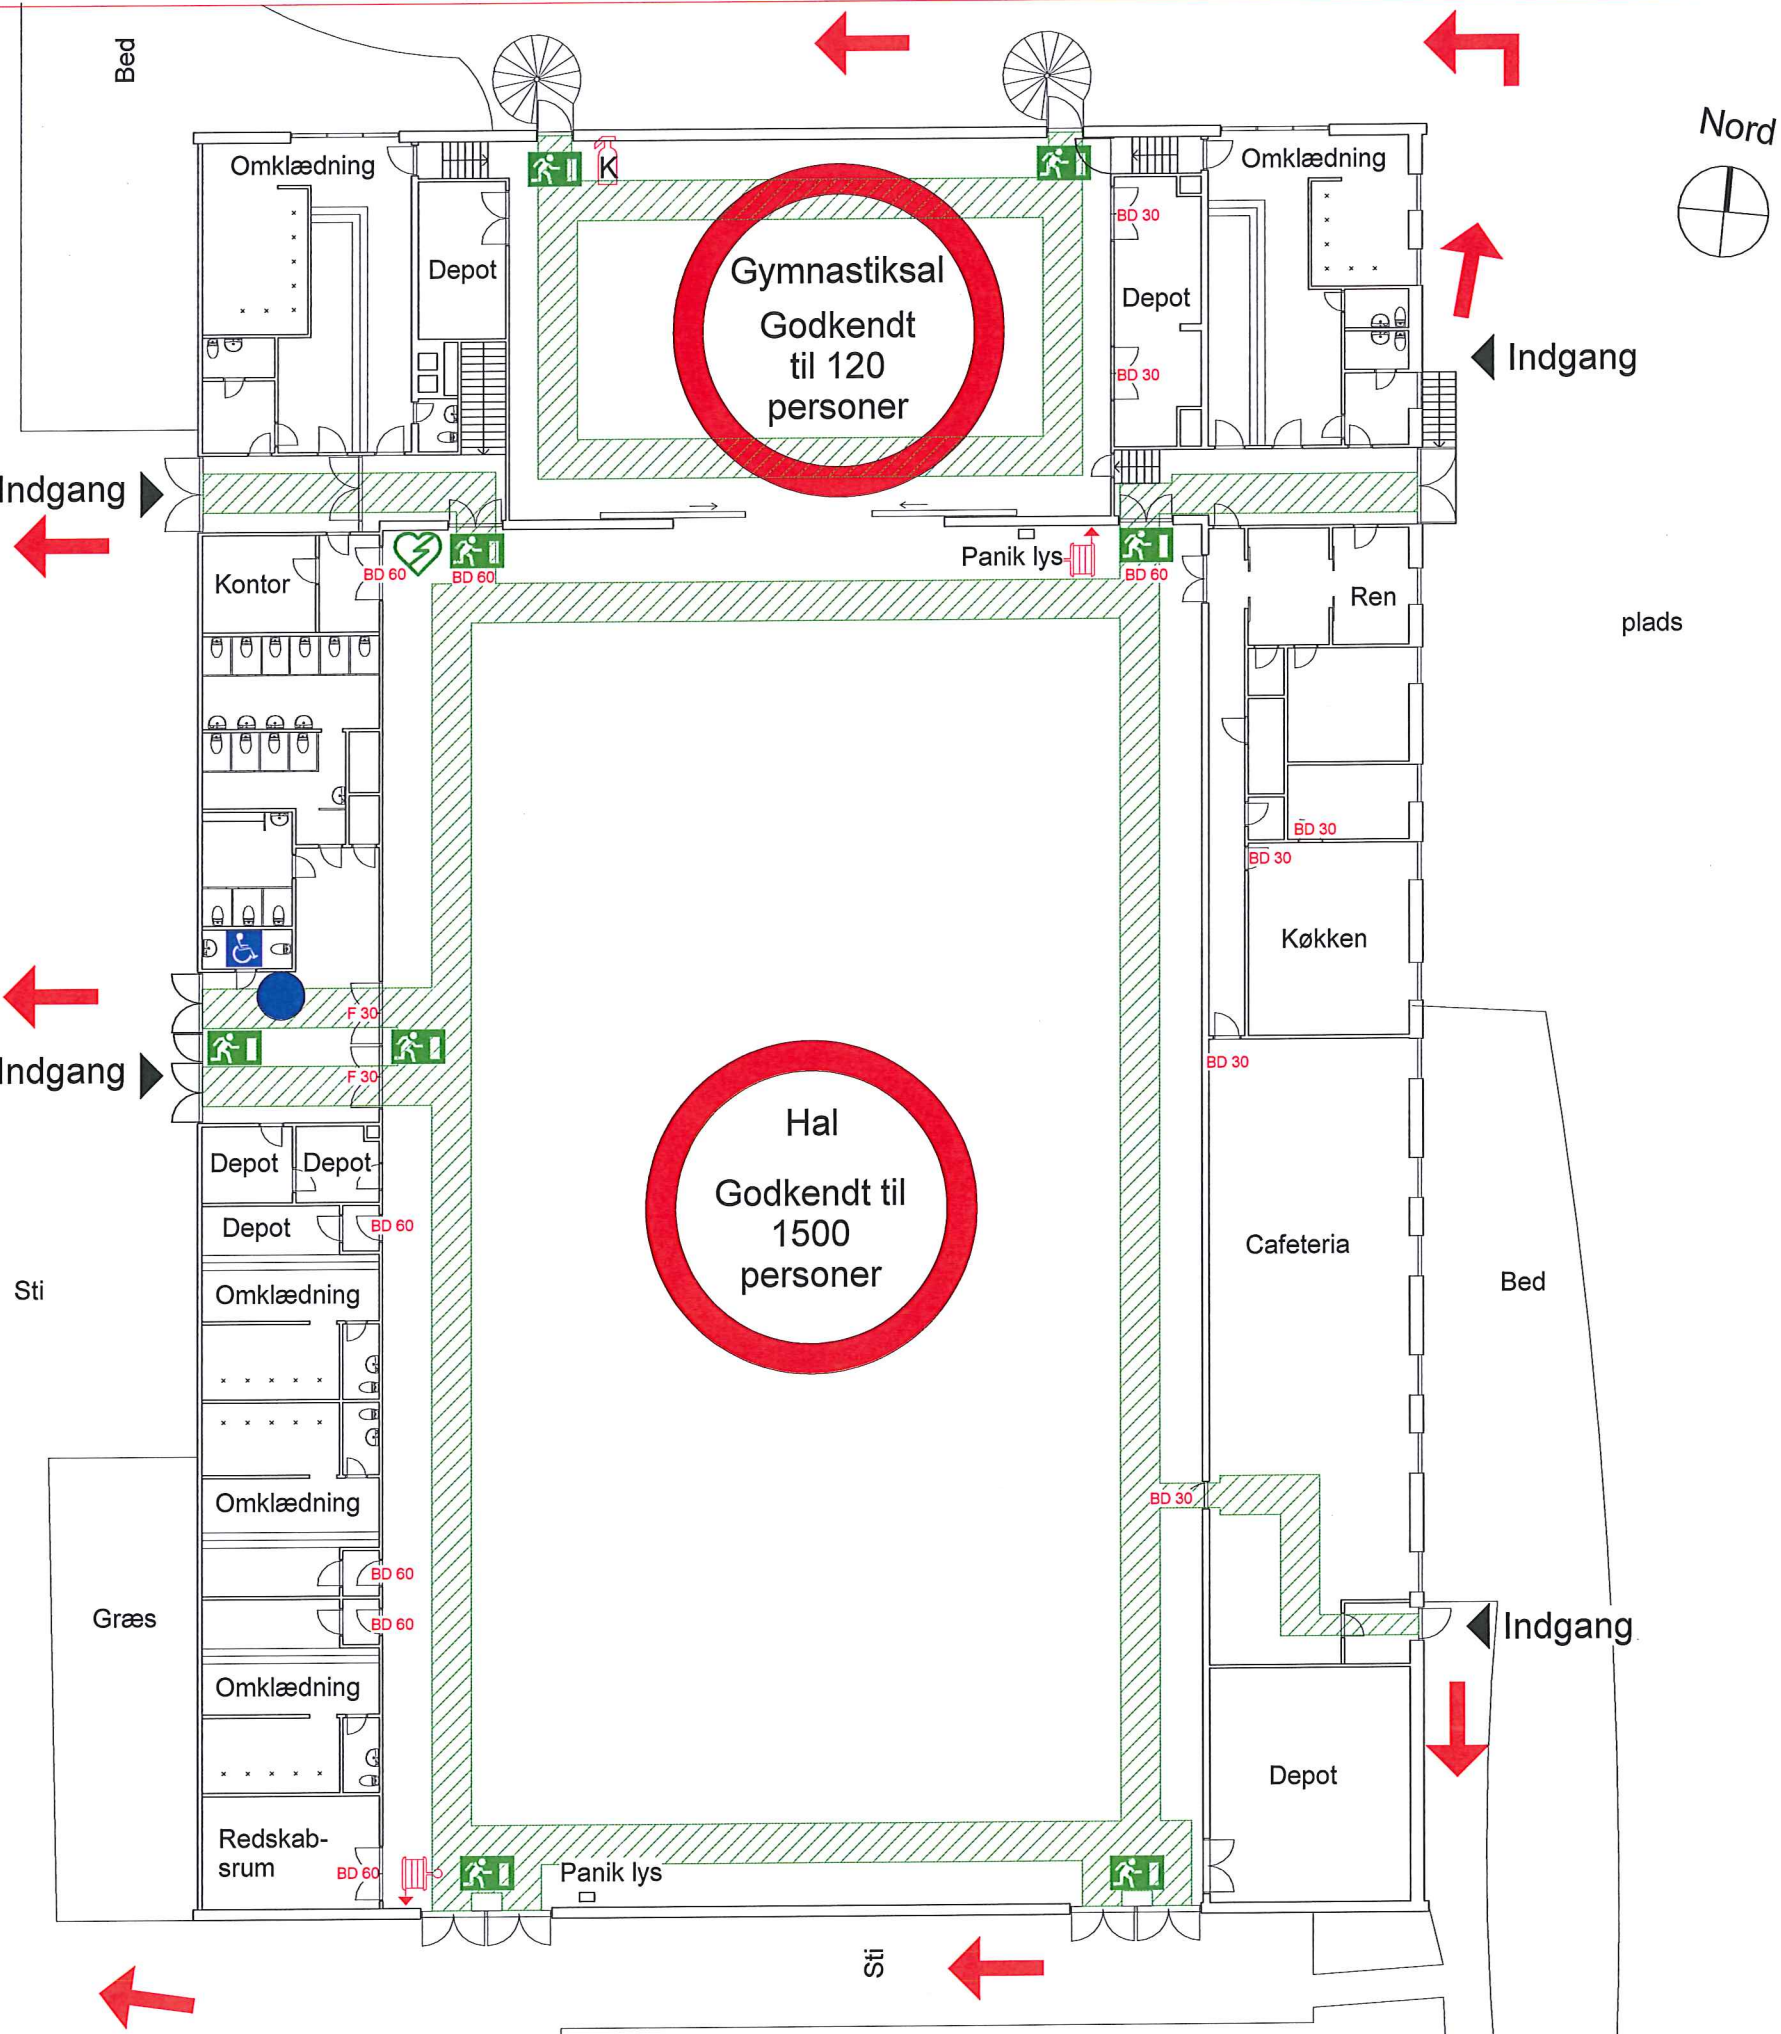 Bed
Nord
Omklædning
K
Omklædning
BD 30
Depot
Gymnastiksal
Godkendt
til 120
personer
Depot
BD 30
Indgang
Indgang
Panik lys
BD 60
BD 60
BD 60
Kontor
Ren
plads
BD 30
BD 30
Køkken
F 30
Indgang
F 30
BD 30
Hal
Godkendt til
1500
personer
Depot
Depot
Depot
BD 60
Cafeteria
Sti
Omklædning
Bed
Omklædning
BD 30
BD 60
Græs
BD 60
Indgang
Omklædning
Depot
Redskab-
srum
BD 60
Panik lys
Sti